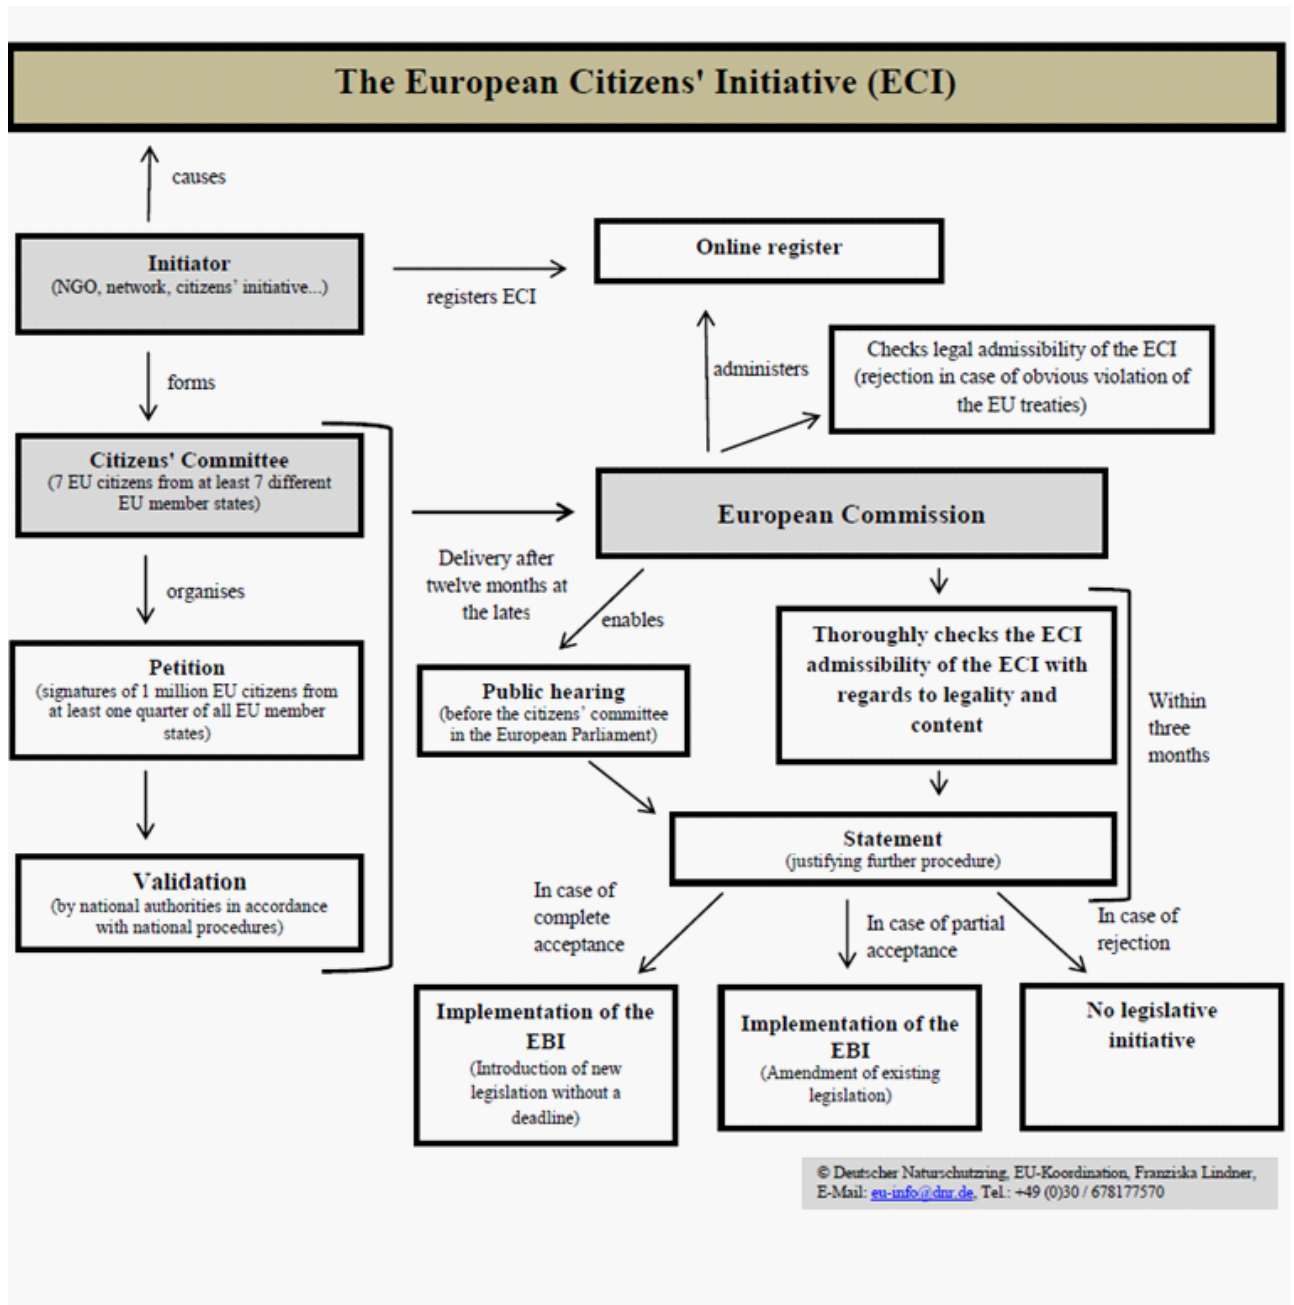 The European Citizens' Initiative (ECI)
causes
Initiator
(NGO, network, citizens' initiative...)
registers ECI
Online register
forms
administers
Checks legal admissibility of the ECI
(rejection in case of obvious violation of
the EU treaties)
Citizens' Committee
(7 EU citizens from at least 7 different
EU member states)
European Commission
Delivery after
twelve months at
the lates
organises
enables
Petition
(signatures of 1 million EU citizens from
at least one quarter of all EU member
states)
Public hearing
(before the citizens' committee
in the European Parliament)
Thoroughly checks the ECI
admissibility of the ECI with
regards to legality and
content
Within
three
months
Validation
(by national authorities in accordance
with national procedures)
Statement
(justifying further procedure)
In case of
complete
acceptance
In case of partial
acceptance
In case of
rejection
Implementation of the
EBI
(Introduction of new
legislation without a
deadline)
Implementation of the
EBI
(Amendment of existing
legislation)
No legislative
initiative
© Deutscher Naturschutzring, EU-Koordination, Franziska Lindner,
E-Mail: eu-info@dnr.de, Tel.: +49 (0)30 / 678177570